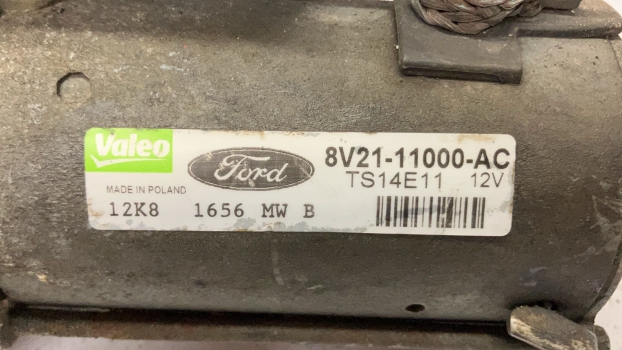 Valeo
Ford
8V21-11000-AC
MADE IN POLAND
TS14E11 12V
12K8 1656 MW B